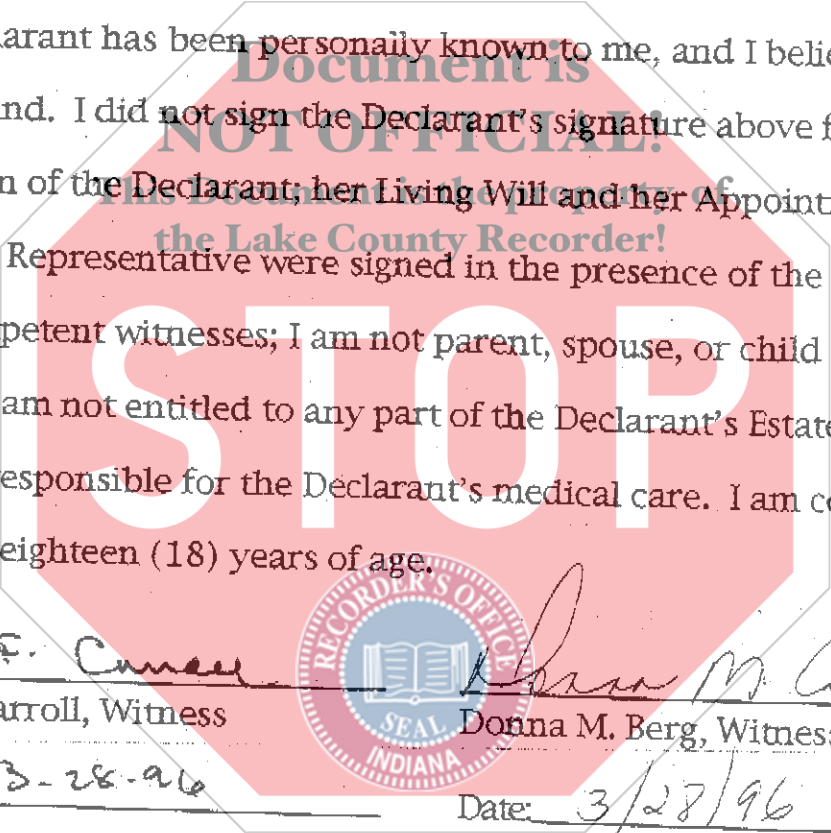 larant has been personally known to me, and I belie
nd. I did not sign the Declarant's signature above f
n of the Declarant; her Living Will and her Appoint
Representative were signed in the presence of the
petent witnesses; I am not parent, spouse, or child
am not entitled to any part of the Declarant's Estate
esponsible for the Declarant's medical care. I am co
eighteen (18) years of age.
Document is
NOT OFFICIAL!
This Document is the property of
the Lake County Recorder!
STOP
RECORDER'S OFFICE
SEAL
INDIANA
F. Carroll
Donna M.
arroll, Witness
Donna M. Berg, Witness
3-28-96
Date: 3/28/96